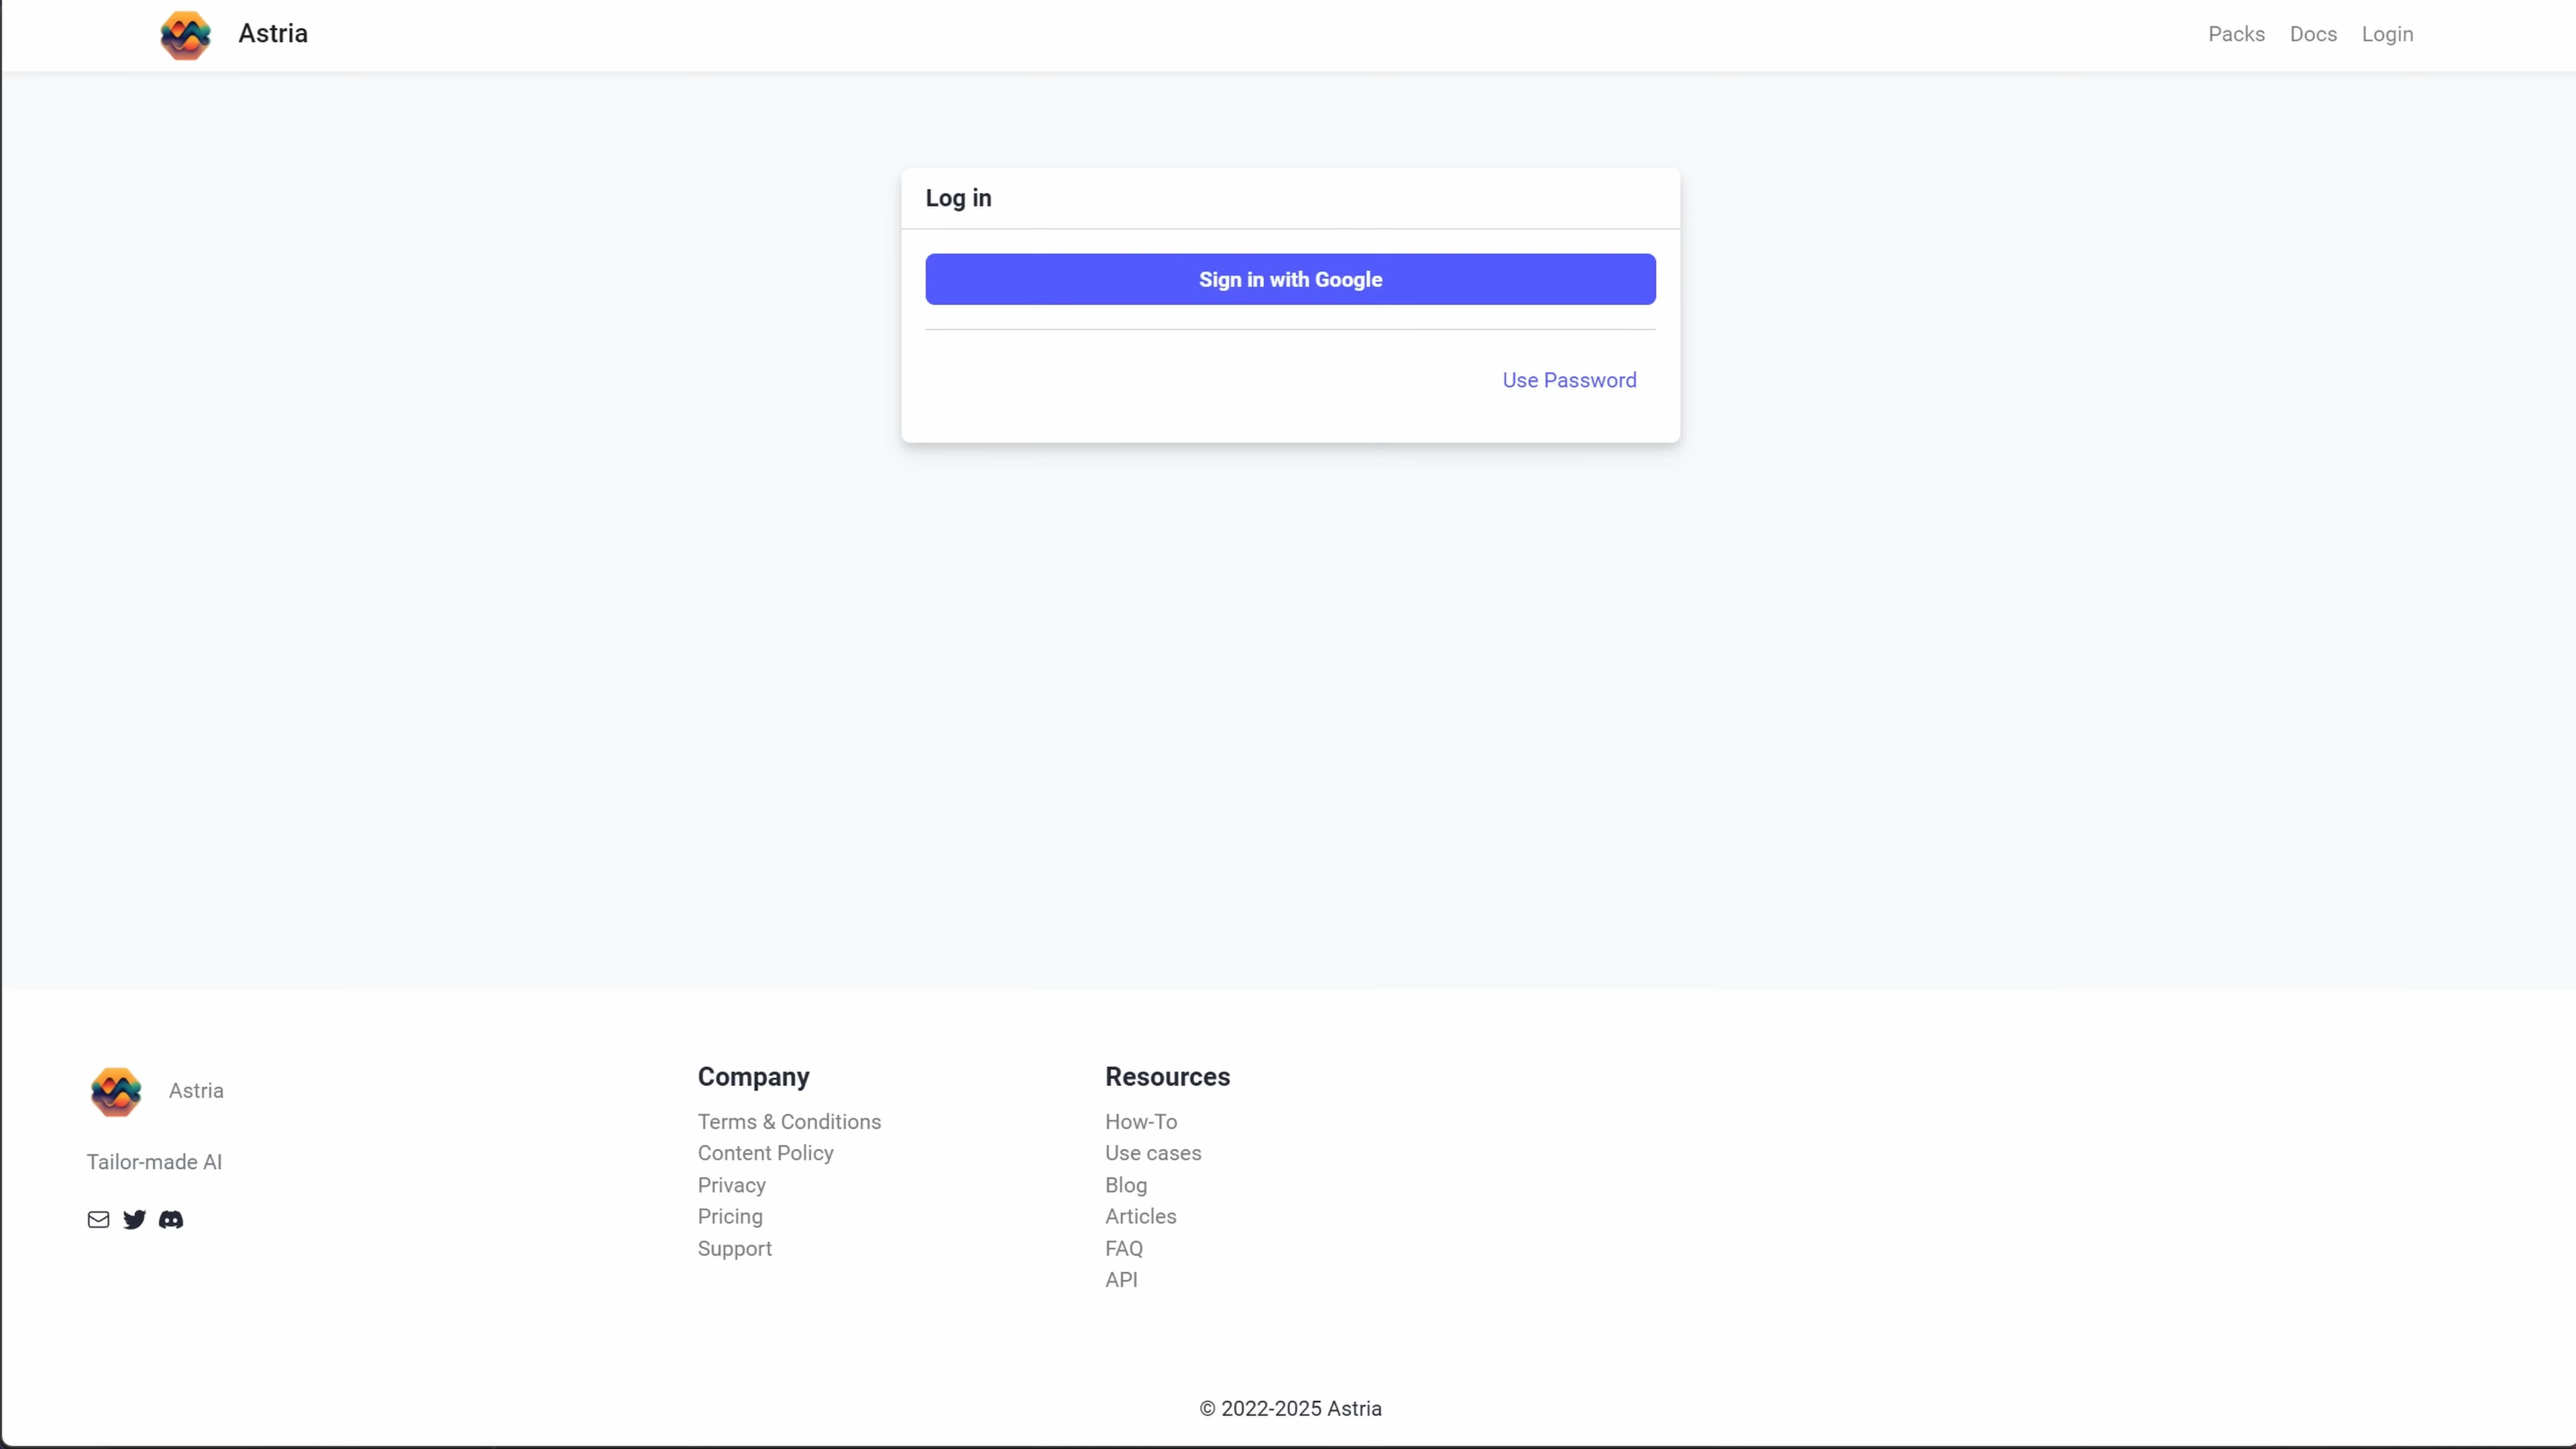 Astria
Packs Docs Login
Log in
Sign in with Google
Use Password
Astria
Tailor-made AI
Company
Terms & Conditions
Content Policy
Privacy
Pricing
Support
Resources
How-To
Use cases
Blog
Articles
FAQ
API
© 2022-2025 Astria